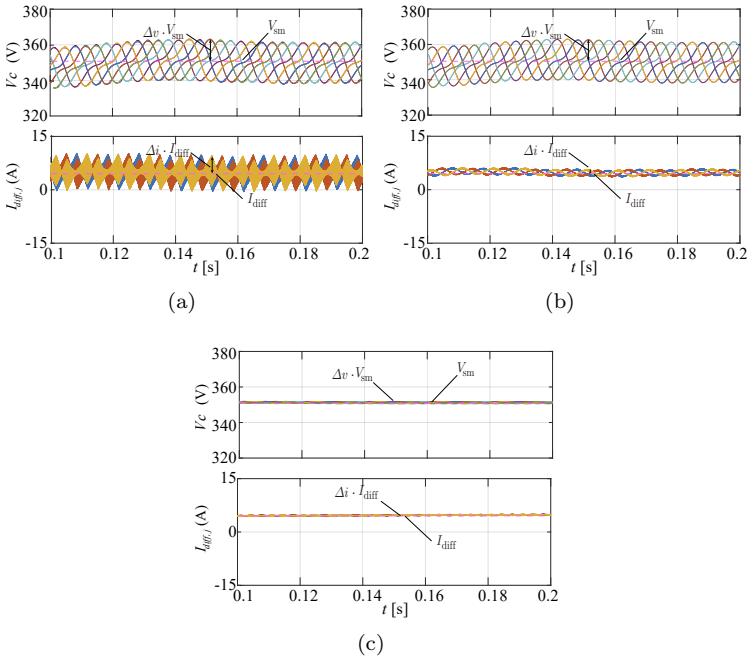 380
360
340
320
Vc (V)
Δv · Vsm
Vsm
15
0
-15
I diff,j (A)
Δi · Idiff
Idiff
0.1 0.12 0.14 0.16 0.18 0.2
t [s]
(a)
380
360
340
320
Vc (V)
Δv · Vsm
Vsm
15
0
-15
I diff,j (A)
Δi · Idiff
Idiff
0.1 0.12 0.14 0.16 0.18 0.2
t [s]
(b)
380
360
340
320
Vc (V)
Δv · Vsm
Vsm
15
0
-15
I diff,j (A)
Δi · Idiff
Idiff
0.1 0.12 0.14 0.16 0.18 0.2
t [s]
(c)